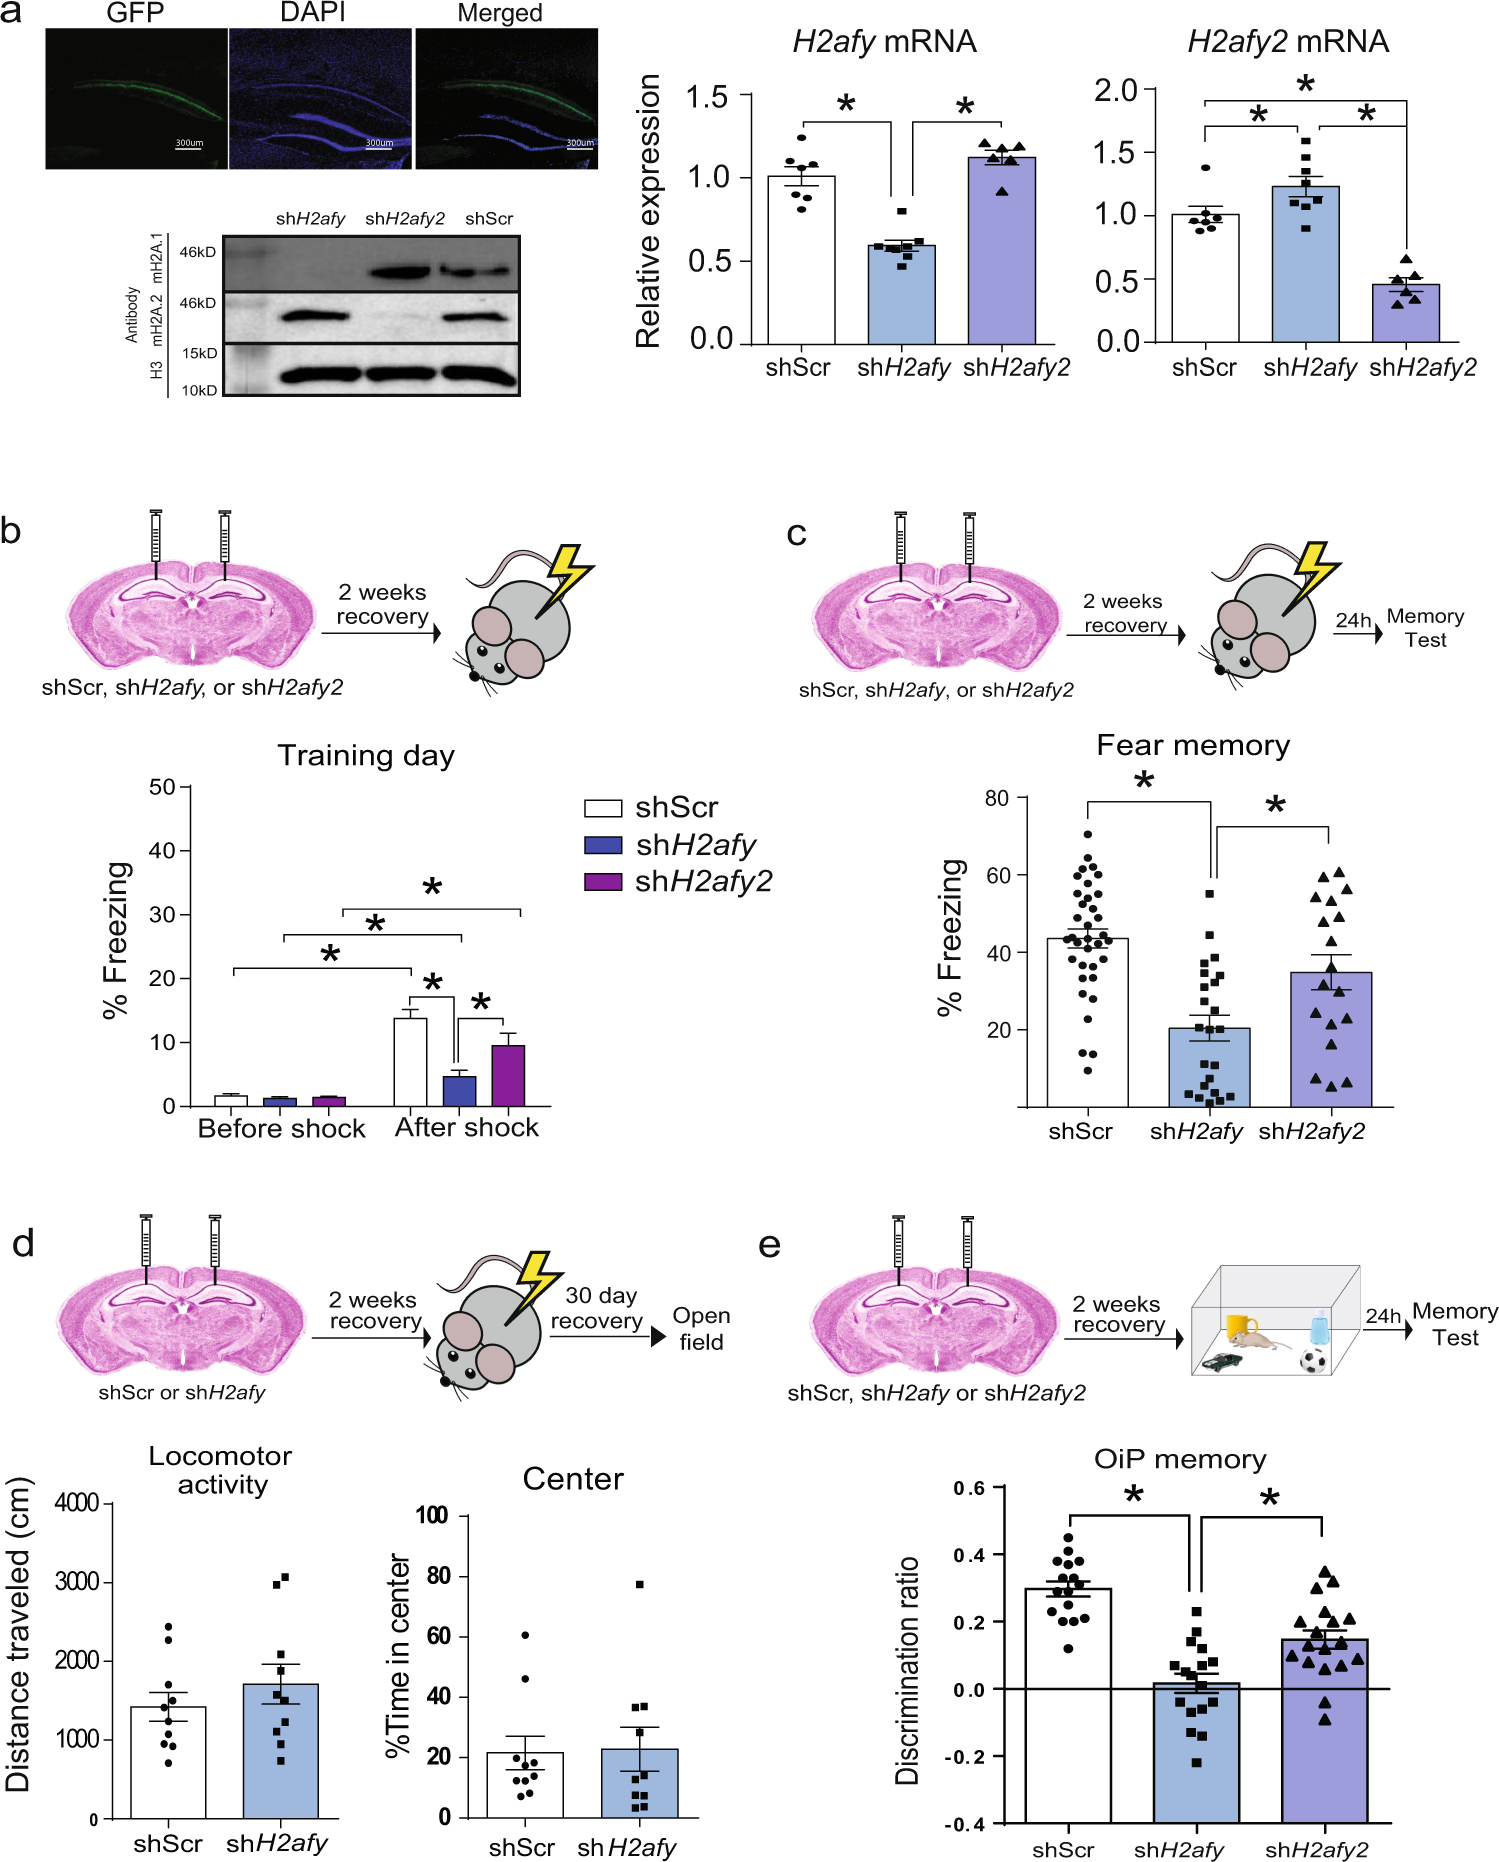 a
GFP
DAPI
Merged
300um
300um
300um
shH2afy
shH2afy2
shScr
Antibody
mH2A.1
mH2A.2
H3
46kD
46kD
15kD
10kD
H2afy mRNA
Relative expression
1.5
1.0
0.5
0.0
*
*
shScr
shH2afy
shH2afy2
H2afy2 mRNA
2.0
1.5
1.0
0.5
0.0
*
*
*
shScr
shH2afy
shH2afy2
b
2 weeks
recovery
shScr, shH2afy, or shH2afy2
Training day
% Freezing
50
40
30
20
10
0
*
*
*
*
*
Before shock
After shock
shScr
shH2afy
shH2afy2
c
2 weeks
recovery
24h
Memory
Test
shScr, shH2afy, or shH2afy2
Fear memory
% Freezing
80
60
40
20
*
*
shScr
shH2afy
shH2afy2
d
2 weeks
recovery
30 day
recovery
Open
field
shScr or shH2afy
Locomotor
activity
Distance traveled (cm)
4000
3000
2000
1000
0
shScr
shH2afy
Center
%Time in center
100
80
60
40
20
0
shScr
sh H2afy
e
2 weeks
recovery
24h
Memory
Test
shScr, shH2afy or shH2afy2
OiP memory
Discrimination ratio
0.6
0.4
0.2
0.0
-0.2
-0.4
*
*
shScr
shH2afy
shH2afy2